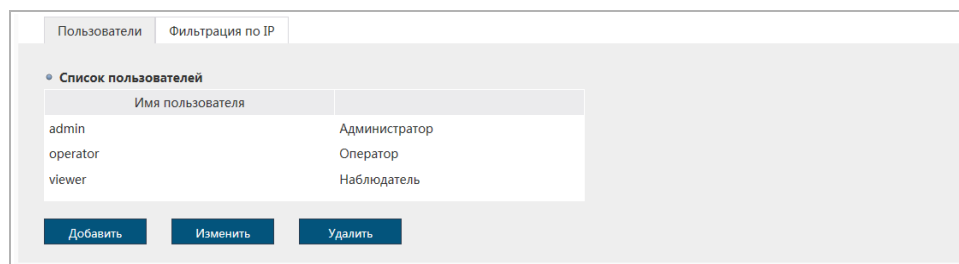 Пользователи Фильтрация по IP
Список пользователей
Имя пользователя
admin Администратор
operator Оператор
viewer Наблюдатель
Добавить Изменить Удалить